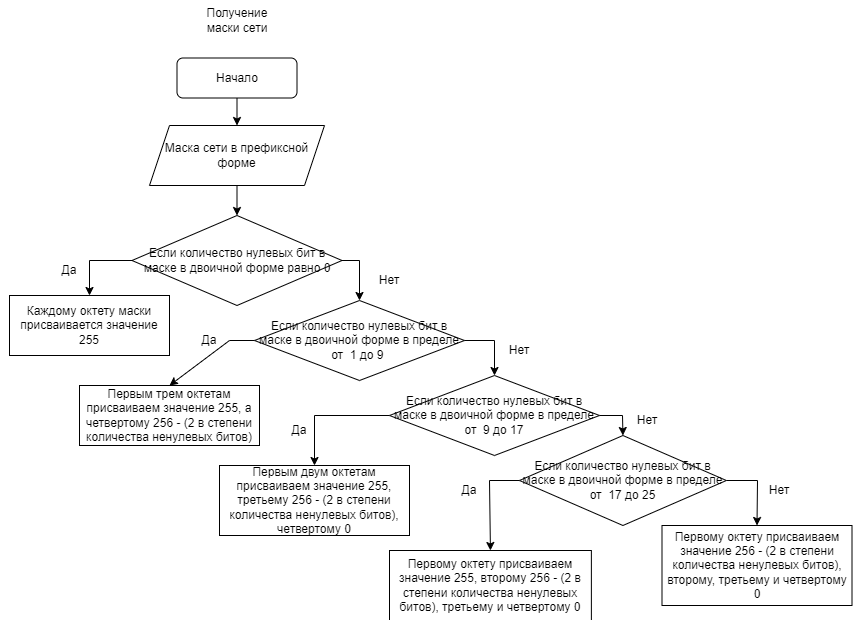 Получение
маски сети
Начало
Маска сети в префиксной
форме
Если количество нулевых бит в
маске в двоичной форме равно 0
Да
Нет
Каждому октету маски
присваивается значение
255
Если количество нулевых бит в
маске в двоичной форме в пределе
от 1 до 9
Да
Нет
Первым трем октетам
присваиваем значение 255, а
четвертому 256 - (2 в степени
количества ненулевых битов)
Если количество нулевых бит в
маске в двоичной форме в пределе
от 9 до 17
Да
Нет
Первым двум октетам
присваиваем значение 255,
третьему 256 - (2 в степени
количества ненулевых битов),
четвертому 0
Если количество нулевых бит в
маске в двоичной форме в пределе
от 17 до 25
Да
Нет
Первому октету присваиваем
значение 255, второму 256 - (2 в
степени количества ненулевых
битов), третьему и четвертому 0
Первому октету присваиваем
значение 256 - (2 в степени
количества ненулевых битов),
второму, третьему и четвертому
0